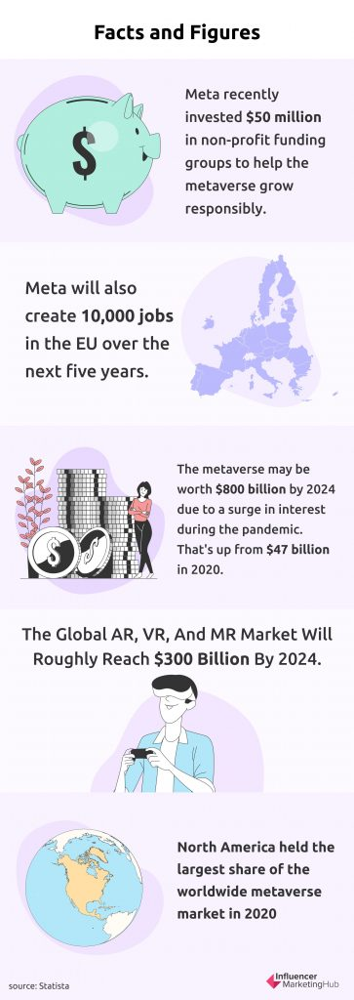 Facts and Figures
Meta recently
invested $50 million
in non-profit funding
groups to help the
metaverse grow
responsibly.
Meta will also
create 10,000 jobs
in the EU over the
next five years.
The metaverse may be
worth $800 billion by 2024
due to a surge in interest
during the pandemic.
That's up from $47 billion
in 2020.
$
The Global AR, VR, And MR Market Will
Roughly Reach $300 Billion By 2024.
North America held the
largest share of the
worldwide metaverse
market in 2020
source: Statista
Influencer
MarketingHub